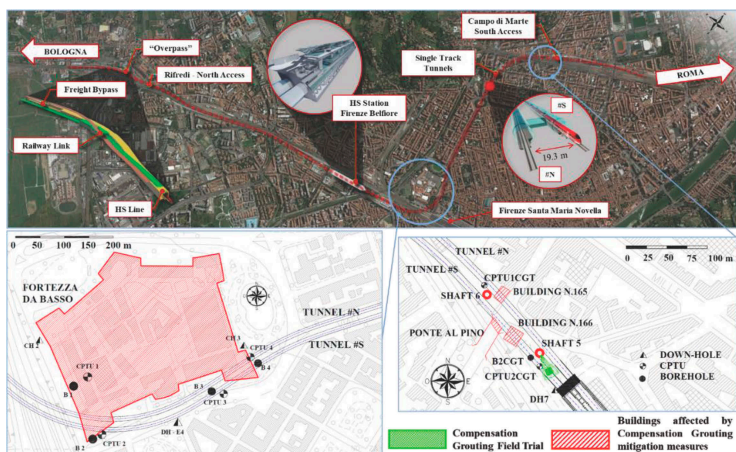 Campo di Marte
South Access
BOLOGNA
“Overpass”
Single Track
Tunnels
ROMA
Rifredi – North Access
Freight Bypass
HS Station
Firenze Belfiore
#S
Railway Link
19.3 m
#N
HS Line
Firenze Santa Maria Novella
0 50 100 150 200 m
FORTEZZA
DA BASSO
TUNNEL #N
TUNNEL #S
CH 2
CH 3
CPTU 4
B 4
CPTU 1
B 1
B 3
CPTU 3
DH - E4
B 2
CPTU 2
0 25 50 75 100 m
TUNNEL #N
TUNNEL #S
CPTU1CGT
SHAFT 6
BUILDING N.165
BUILDING N.166
PONTE AL PINO
SHAFT 5
B2CGT
CPTU2CGT
DH7
N
S
DOWN-HOLE
CPTU
BOREHOLE
Compensation
Grouting Field Trial
Buildings affected by
Compensation Grouting
mitigation measures